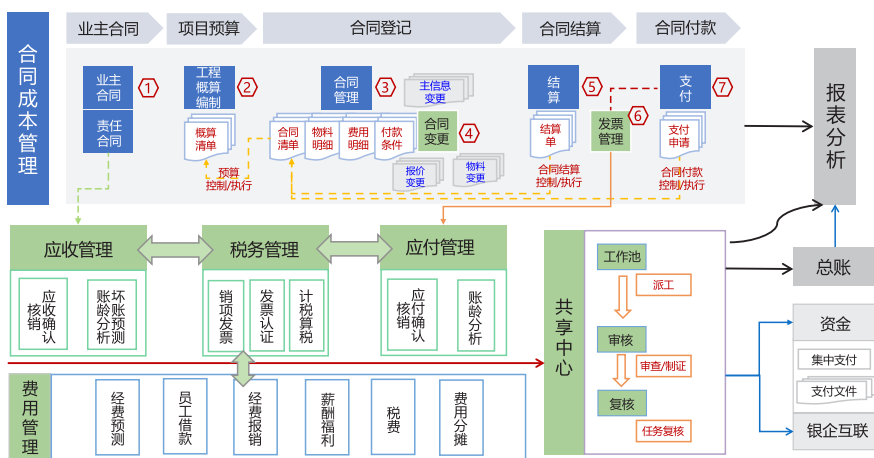 业主合同
项目预算
合同登记
合同结算
合同付款
合同成本管理
业主
合同
1
责任
合同
工程
概算
编制
2
概算
清单
合同
管理
3
主信息
变更
合同
清单
物料
明细
费用
明细
付款
条件
合同
变更
4
报价
变更
物料
变更
结算
5
结算
单
发票
管理
6
支付
7
支付
申请
预算
控制/执行
合同结算
控制/执行
合同付款
控制/执行
报表分析
应收管理
税务管理
应付管理
应收确认
核销
坏账预测
账龄分析
销项发票
发票认证
计税算税
应付确认
核销
账龄分析
费用管理
经费预测
员工借款
经费报销
薪酬福利
税费
费用分摊
共享中心
工作池
派工
审核
审查/制证
复核
任务复核
总账
资金
集中支付
支付文件
银企互联